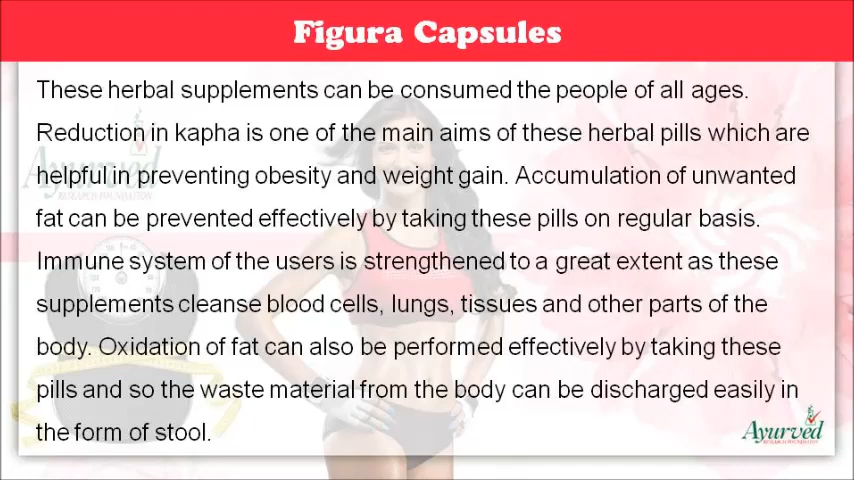 Figura Capsules
These herbal supplements can be consumed the people of all ages.
Reduction in kapha is one of the main aims of these herbal pills which are
helpful in preventing obesity and weight gain. Accumulation of unwanted
fat can be prevented effectively by taking these pills on regular basis.
Immune system of the users is strengthened to a great extent as these
supplements cleanse blood cells, lungs, tissues and other parts of the
body. Oxidation of fat can also be performed effectively by taking these
pills and so the waste material from the body can be discharged easily in
the form of stool.
Ayurved
RESEARCH FOUNDATION
Ayurved
RESEARCH FOUNDATION